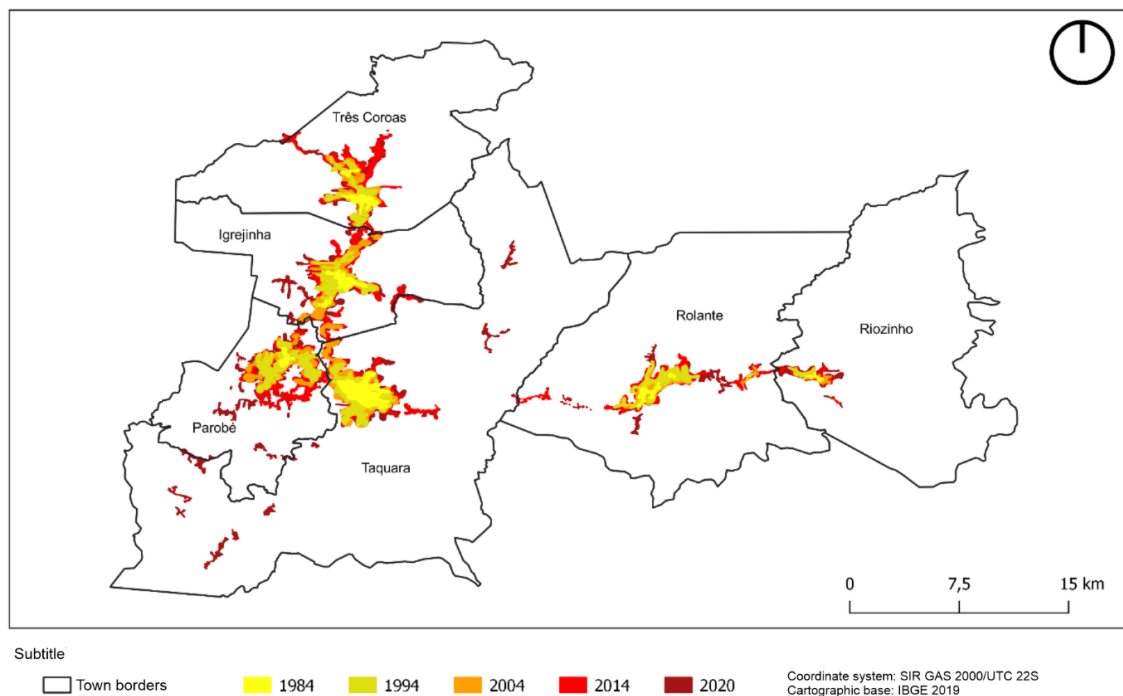 Três Coroas
Igrejinha
Rolante
Riozinho
Parobé
Taquara
0 7,5 15 km
Subtitle
Town borders 1984 1994 2004 2014 2020
Coordinate system: SIR GAS 2000/UTC 22S
Cartographic base: IBGE 2019